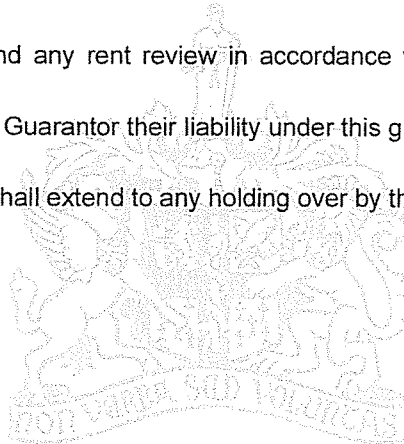 nd any rent review in accordance
Guarantor their liability under this g
hall extend to any holding over by th
NON